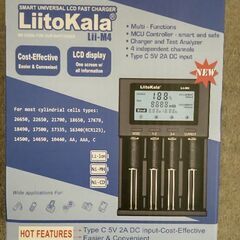 SMART UNIVERSAL LCD FAST CHARGER
LiitoKala
Lii-M4
Cost-Effective
Easier & Convenient
LCD display
One screen on
all information
• Multi - Functions
• MCU Controller - smart and safe
• Charger and Test Analyzer
• 4 independent channels
• Type C 5V 2A DC input
NEW
For most cylindrical cells types:
26650, 22650, 21700, 18650, 17670,
18490, 17500, 17335, 16340(RCR123),
14500, 10440, AA, AAA, C
LiitoKala
Lii-M4
Li-ion
Ni-MH
Ni-CD
Wide applications For:
HOT FEATURES
- Type C 5V 2A DC input-Cost-Effective
- Easier & Convenient